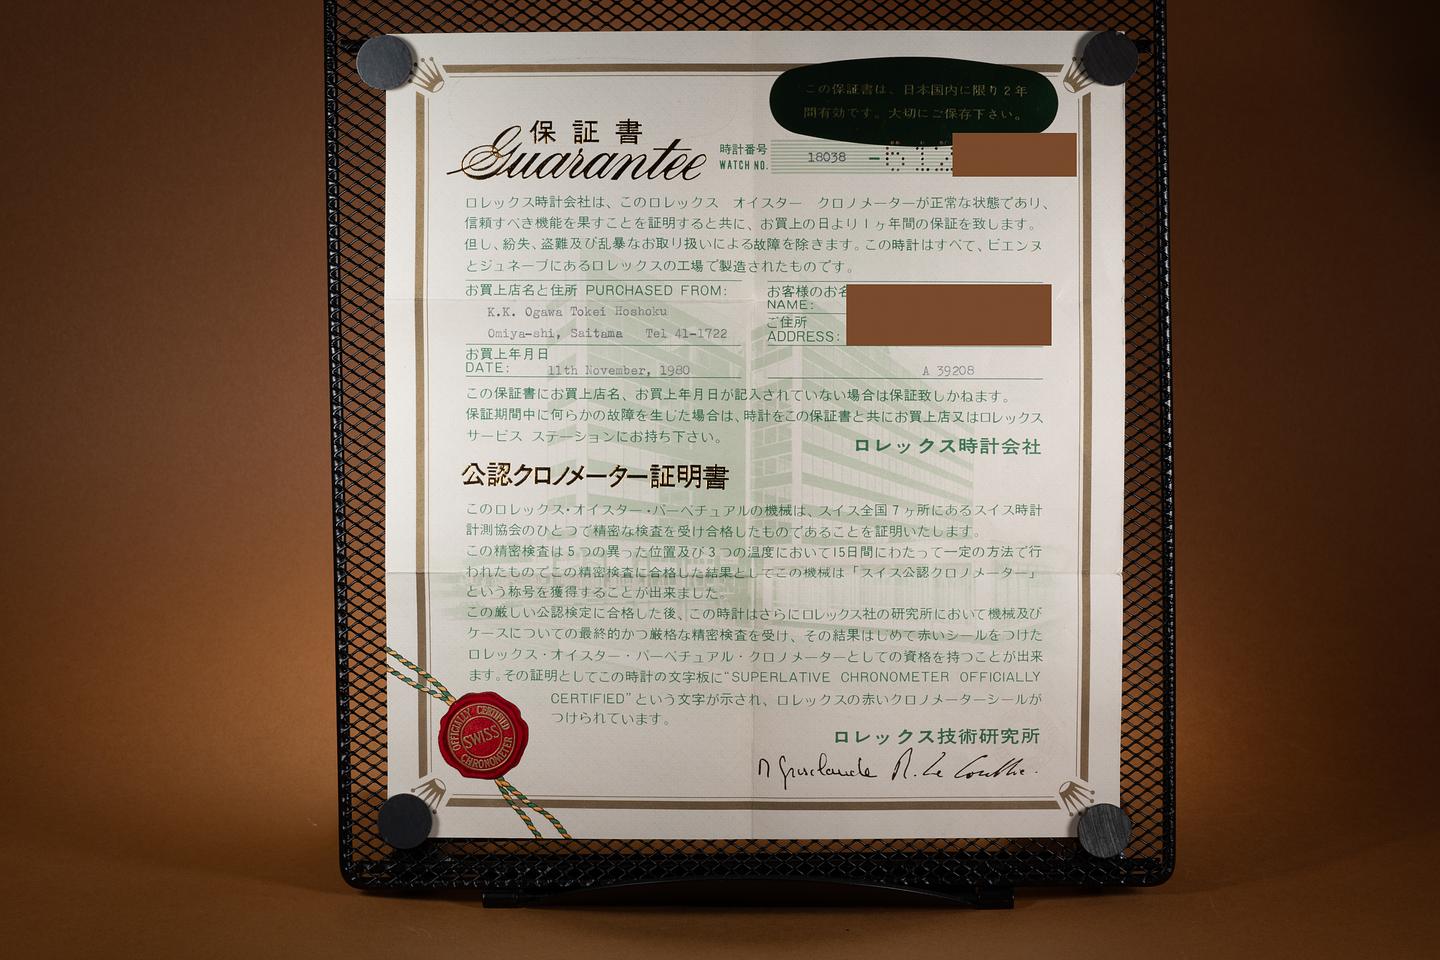 この保証書は、日本国内に限り2年
間有効です。大切にご保存下さい。
保証書
Guarantee
時計番号
WATCH NO.
18038 -
ロレックス時計会社は、このロレックス オイスター クロノメーターが正常な状態であり、
信頼すべき機能を果すことを証明すると共に、お買上の日より1ヶ年間の保証を致します。
但し、紛失、盗難及び乱暴なお取り扱いによる故障を除きます。この時計はすべて、ビエンヌ
とジュネーブにあるロレックスの工場で製造されたものです。
お買上店名と住所 PURCHASED FROM:
K.K. Ogawa Tokei Hoshoku
Omiya-shi, Saitama Tel 41-1722
お客様のお名
NAME:
ご住所
ADDRESS:
お買上年月日
DATE: 11th November, 1980
A 39208
この保証書にお買上店名、お買上年月日が記入されていない場合は保証致しかねます。
保証期間中に何らかの故障を生じた場合は、時計をこの保証書と共にお買上店又はロレックス
サービス ステーションにお持ち下さい。
ロレックス時計会社
公認クロノメーター証明書
このロレックス・オイスター・パーペチュアルの機械は、スイス全国7ヶ所にあるスイス時計
計測協会のひとつで精密な検査を受け合格したものであることを証明いたします。
この精密検査は5つの異った位置及び3つの温度において15日間にわたって一定の方法で行
われたものでこの精密検査に合格した結果としてこの機械は「スイス公認クロノメーター」
という称号を獲得することが出来ました。
この厳しい公認検定に合格した後、この時計はさらにロレックス社の研究所において機械及び
ケースについての最終的かつ厳格な精密検査を受け、その結果はじめて赤いシールをつけた
ロレックス・オイスター・パーペチュアル・クロノメーターとしての資格を持つことが出来
ます。その証明としてこの時計の文字板に“SUPERLATIVE CHRONOMETER OFFICIALLY
CERTIFIED”という文字が示され、ロレックスの赤いクロノメーターシールが
つけられています。
OFFICIALLY CERTIFIED
SWISS
CHRONOMETER
ロレックス技術研究所